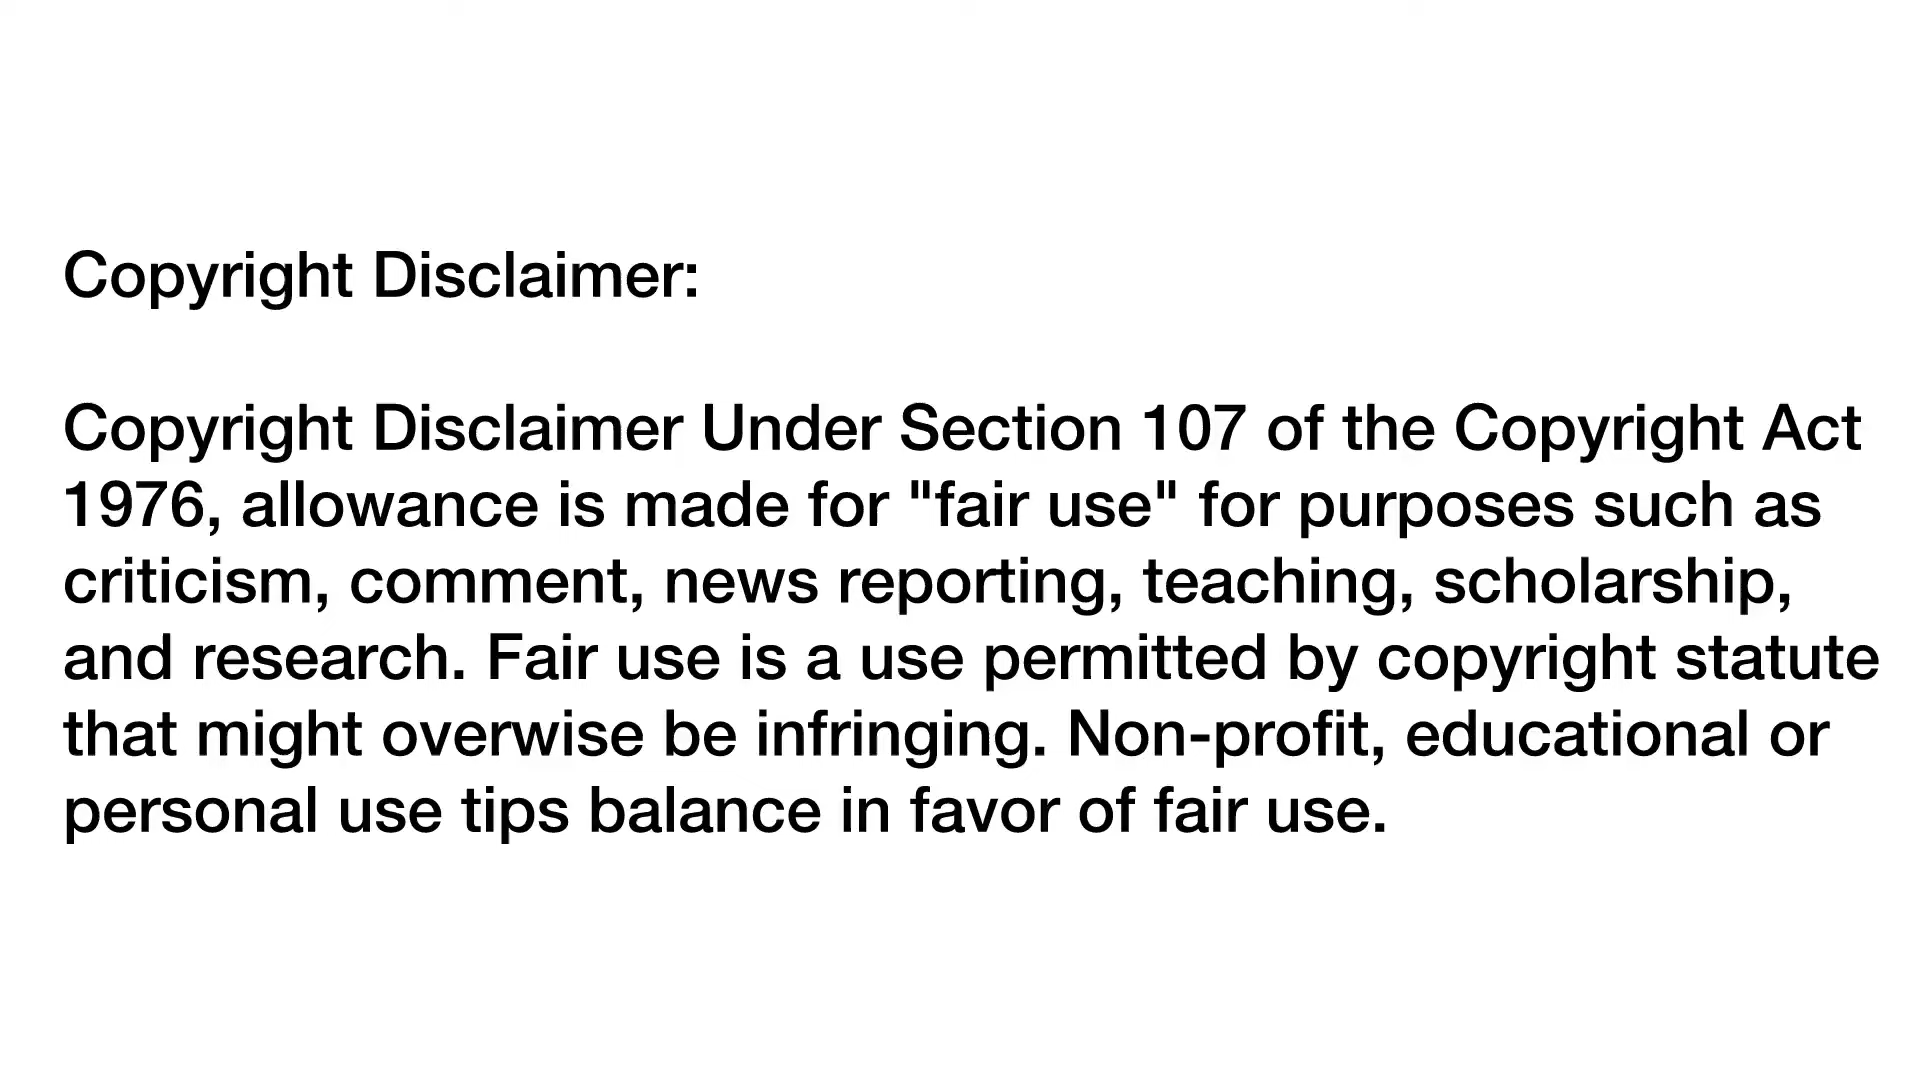 Copyright Disclaimer:
Copyright Disclaimer Under Section 107 of the Copyright Act
1976, allowance is made for "fair use" for purposes such as
criticism, comment, news reporting, teaching, scholarship,
and research. Fair use is a use permitted by copyright statute
that might overwise be infringing. Non-profit, educational or
personal use tips balance in favor of fair use.